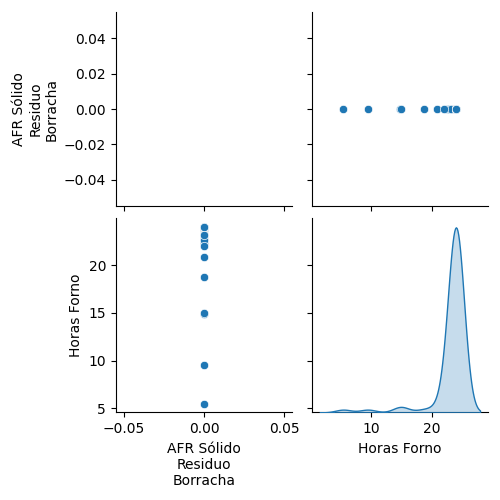 AFR Sólido
Residuo
Borracha
0.04
0.02
0.00
−0.02
−0.04
Horas Forno
20
15
10
5
−0.05
0.00
0.05
AFR Sólido
Residuo
Borracha
10
20
Horas Forno